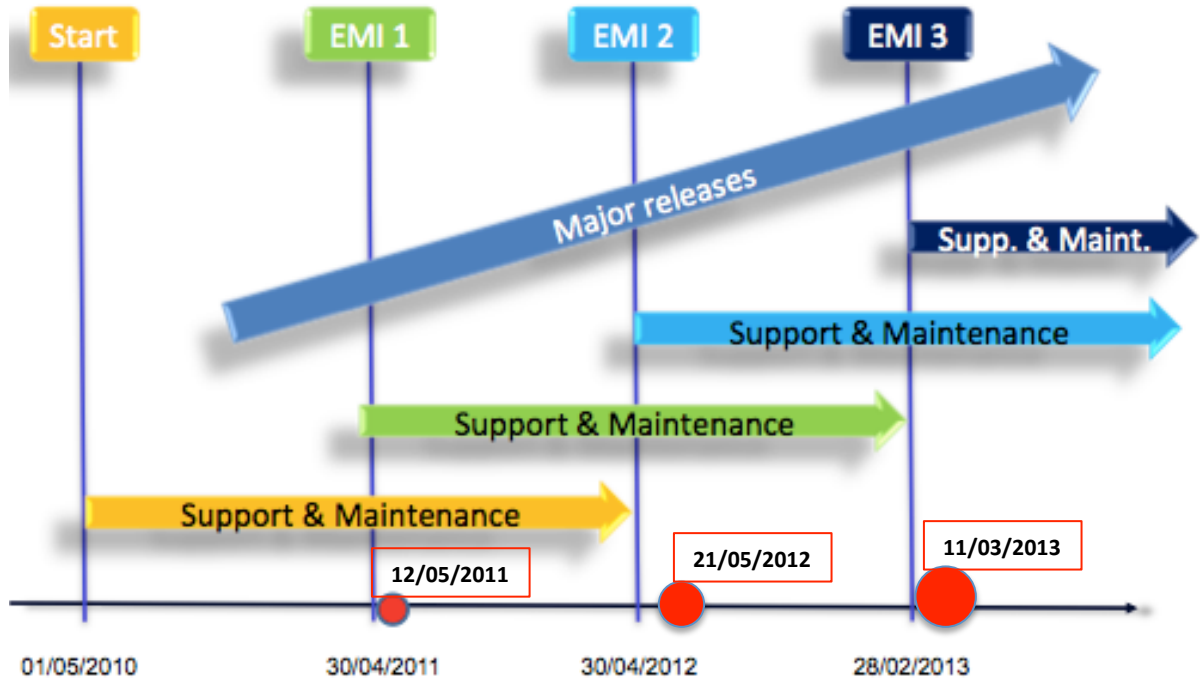 Start
EMI 1
EMI 2
EMI 3
Major releases
Supp. & Maint.
Support & Maintenance
Support & Maintenance
Support & Maintenance
12/05/2011
21/05/2012
11/03/2013
01/05/2010
30/04/2011
30/04/2012
28/02/2013